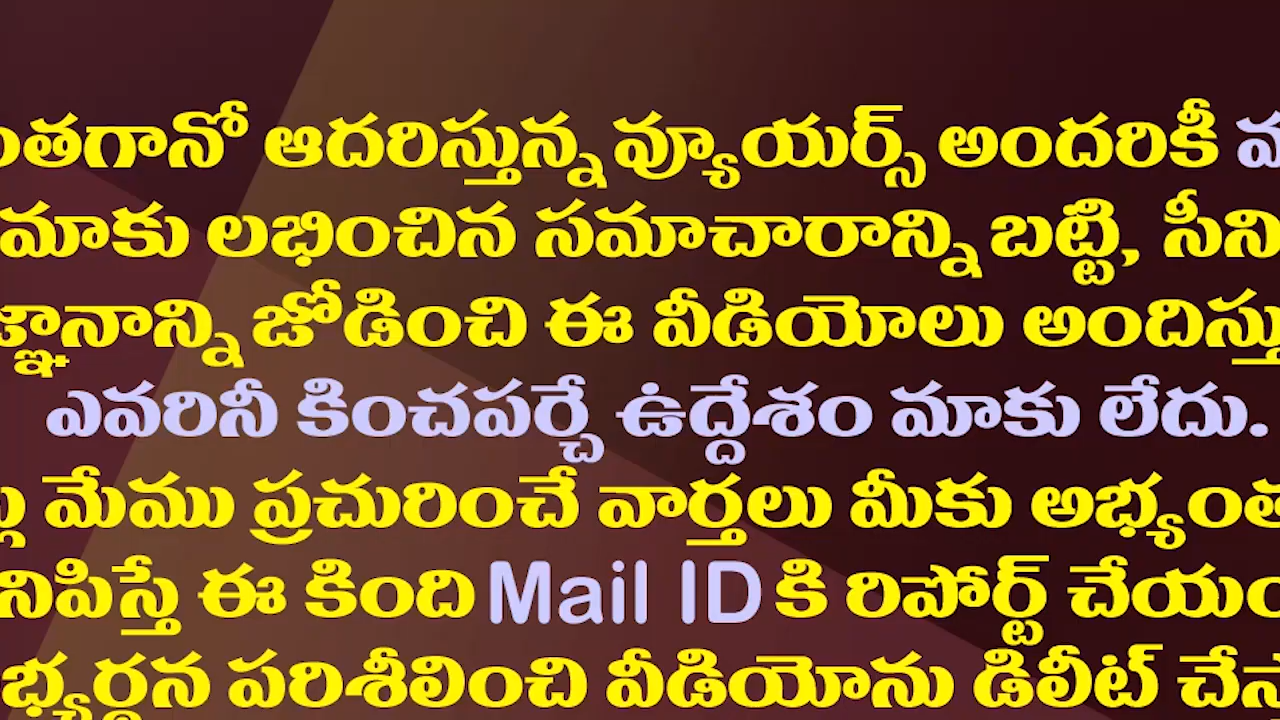 ంతగానో ఆదరిస్తున్న వ్యూయర్స్ అందరికీ
మాకు లభించిన సమాచారాన్ని బట్టి, సీని
జ్ఞానాన్ని జోడించి ఈ వీడియోలు అందిస్తు
ఎవరినీ కించపర్చే ఉద్దేశం మాకు లేదు.
మేము ప్రచురించే వార్తలు మీకు అభ్యంత
నిపిస్తే ఈ కింది Mail ID కి రిపోర్ట్ చేయం
భ్యర్థన పరిశీలించి వీడియోను డిలీట్ చేస